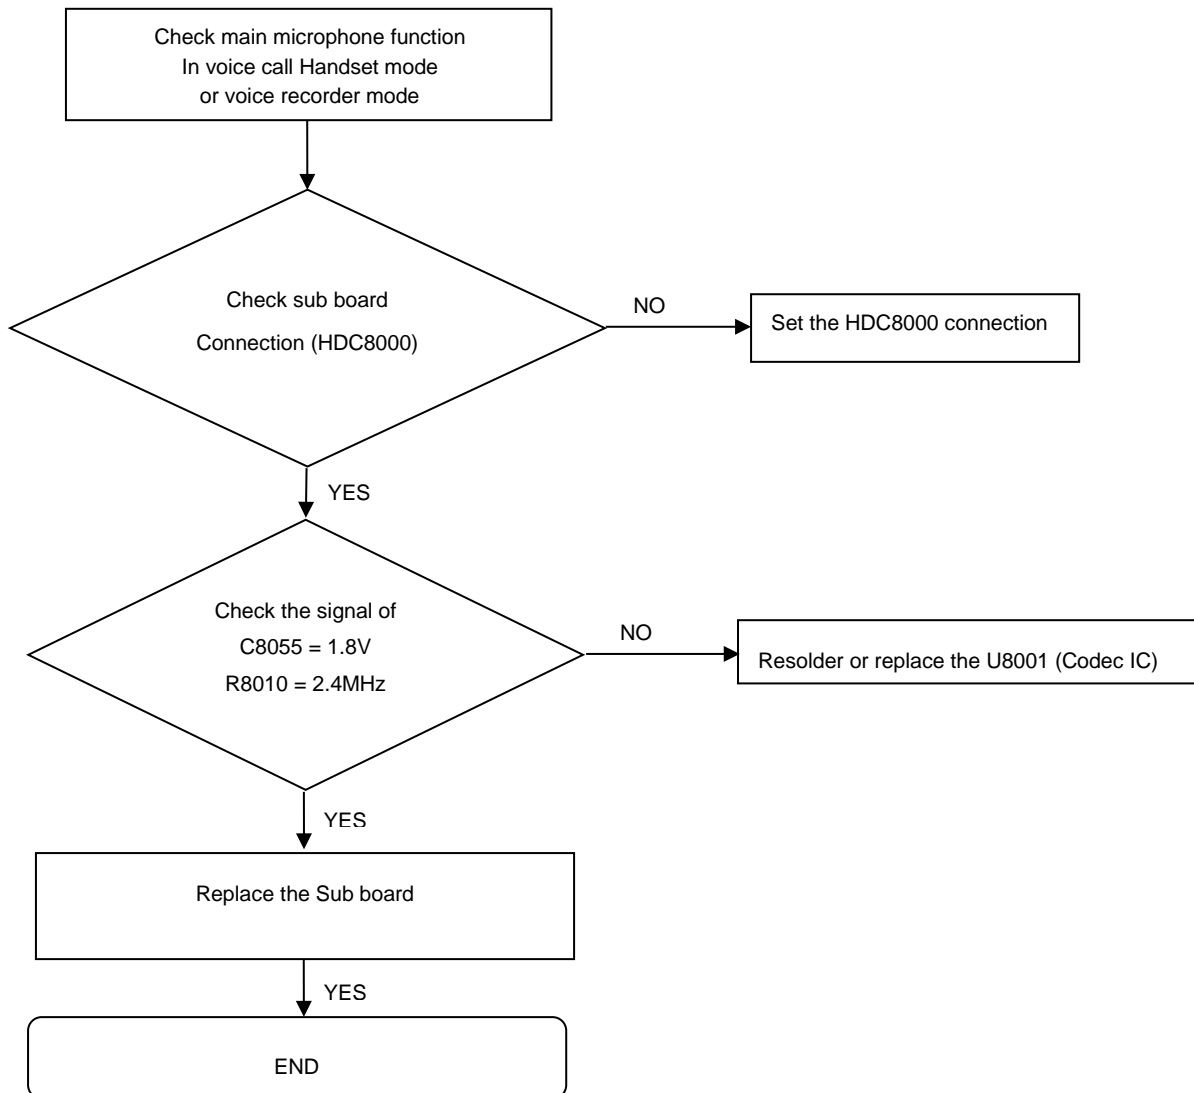 Check main microphone function
In voice call Handset mode
or voice recorder mode
Check sub board
Connection (HDC8000)
NO
Set the HDC8000 connection
YES
Check the signal of
C8055 = 1.8V
R8010 = 2.4MHz
NO
Resolder or replace the U8001 (Codec IC)
YES
Replace the Sub board
YES
END